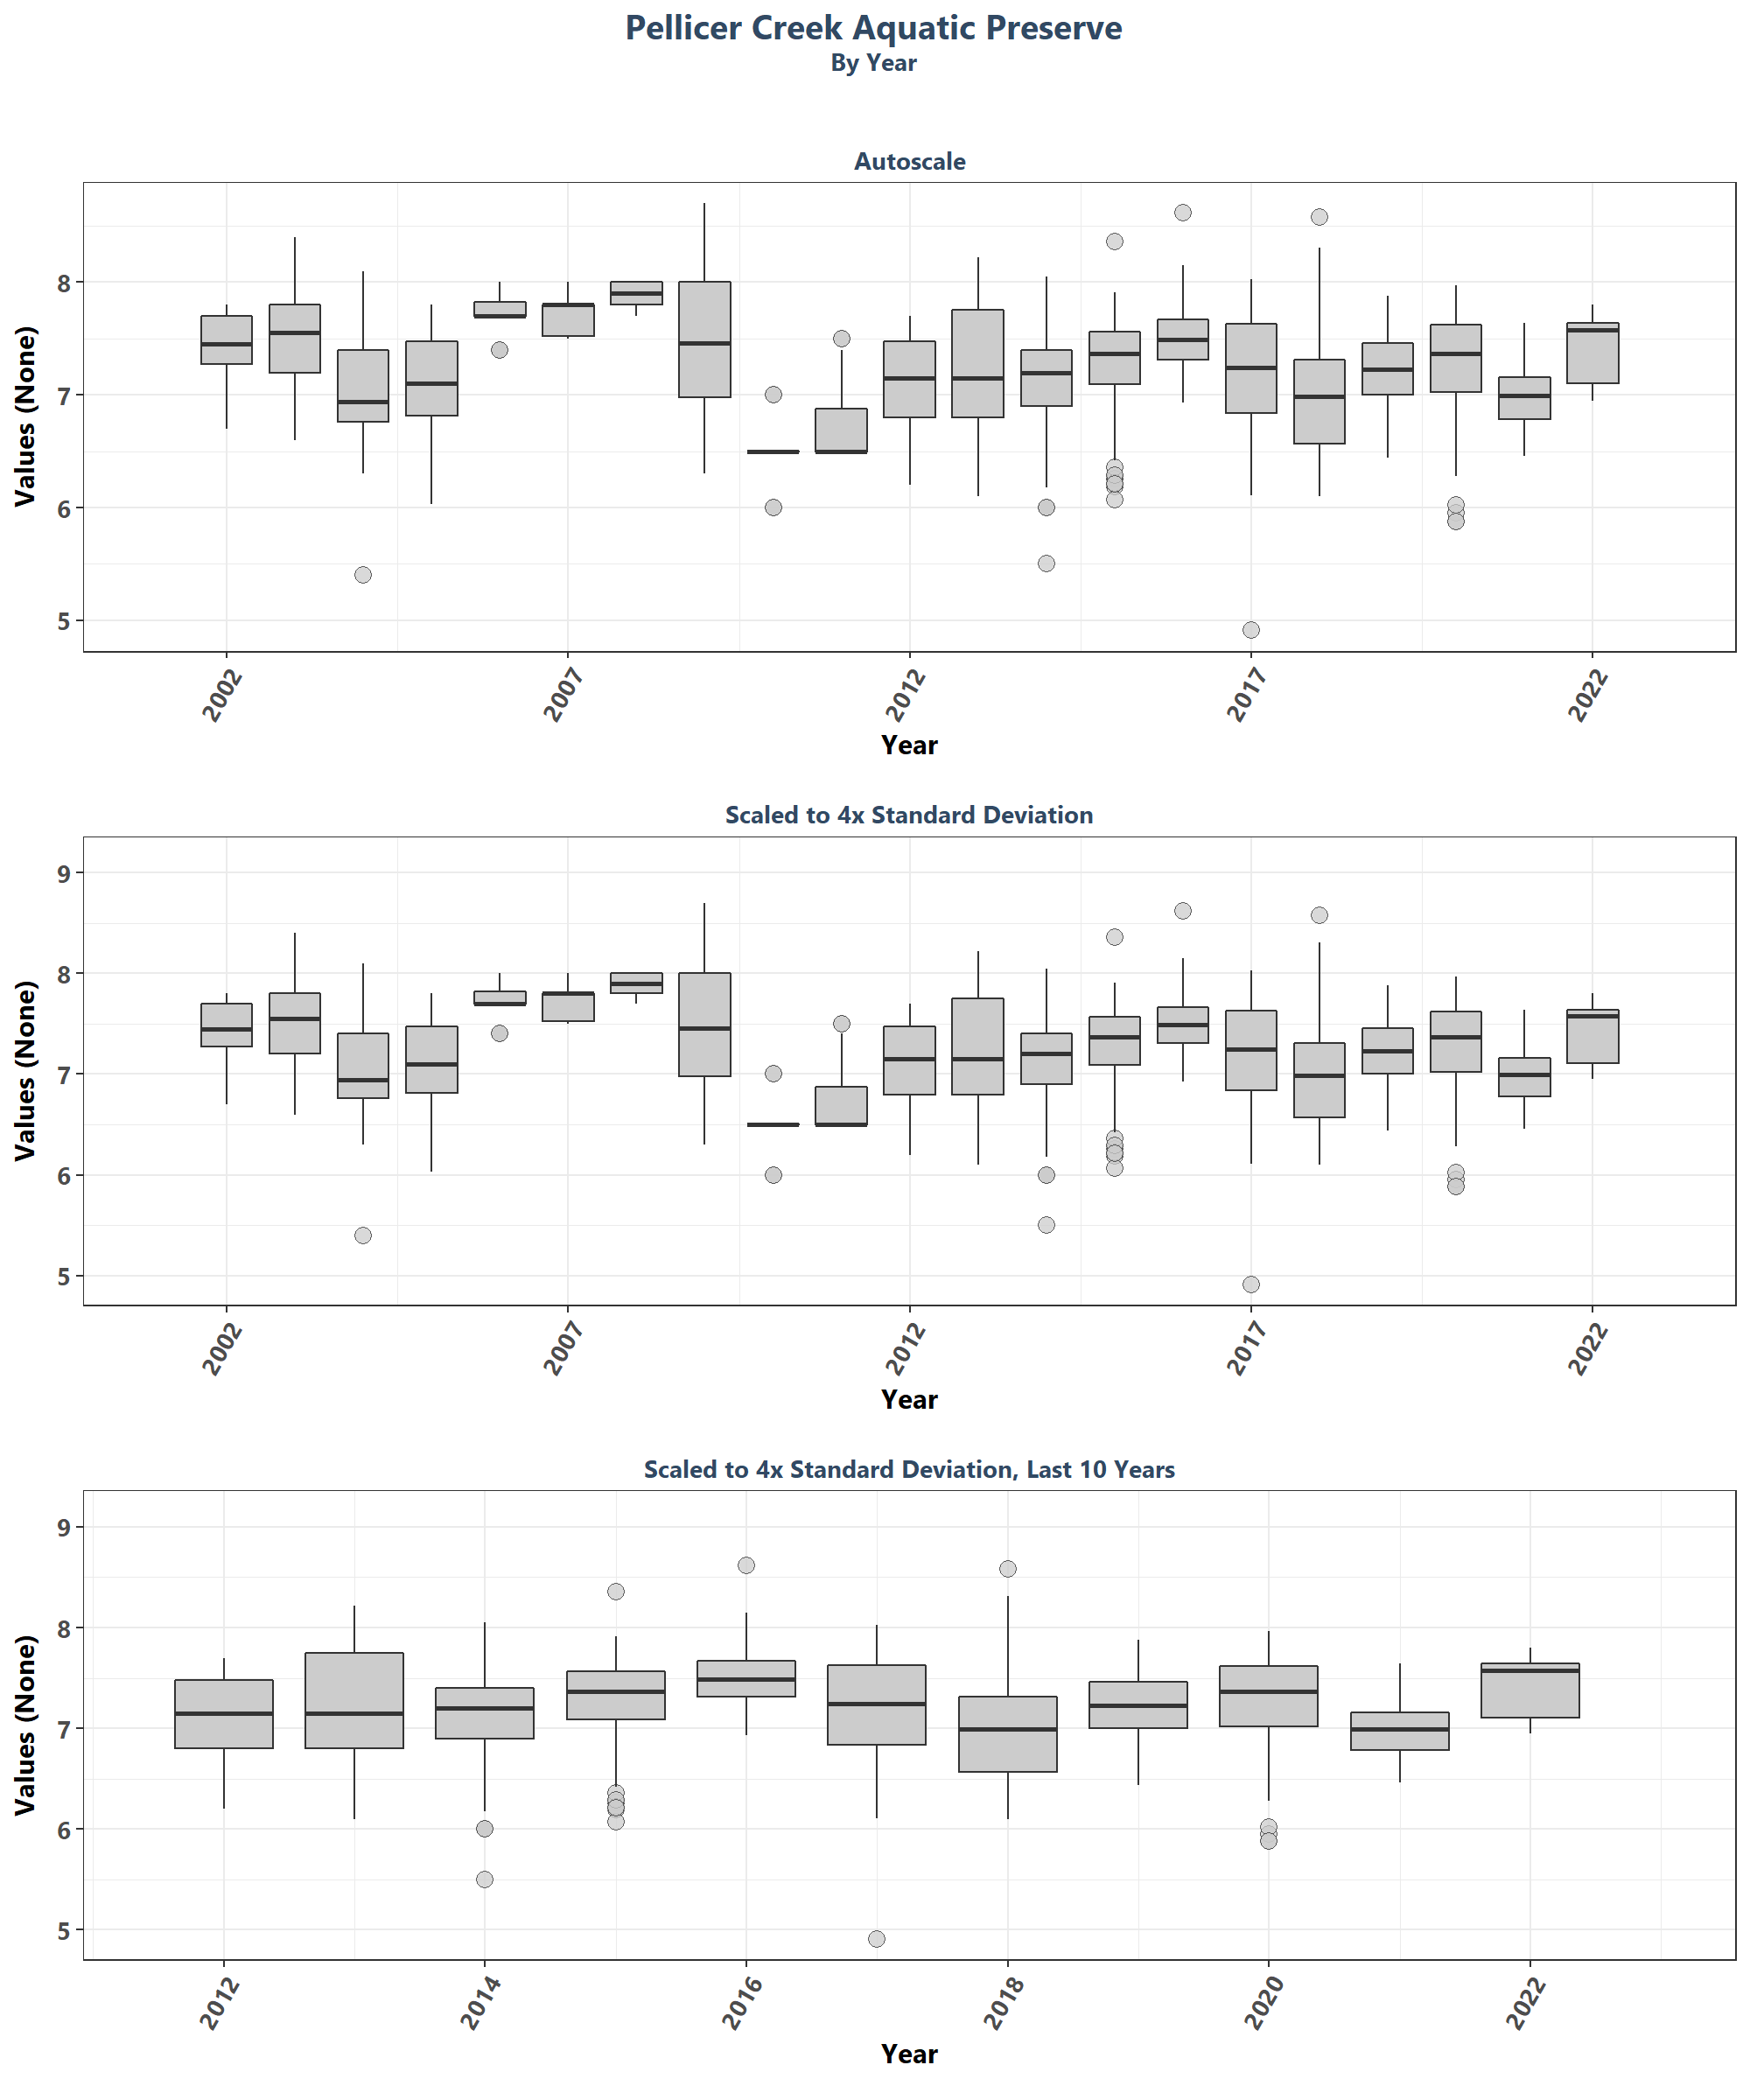 Pellicer Creek Aquatic Preserve
By Year
Autoscale
Values (None)
8
7
6
5
2002 2007 2012 2017 2022
Year
Scaled to 4x Standard Deviation
Values (None)
9
8
7
6
5
2002 2007 2012 2017 2022
Year
Scaled to 4x Standard Deviation, Last 10 Years
Values (None)
9
8
7
6
5
2012 2014 2016 2018 2020 2022
Year